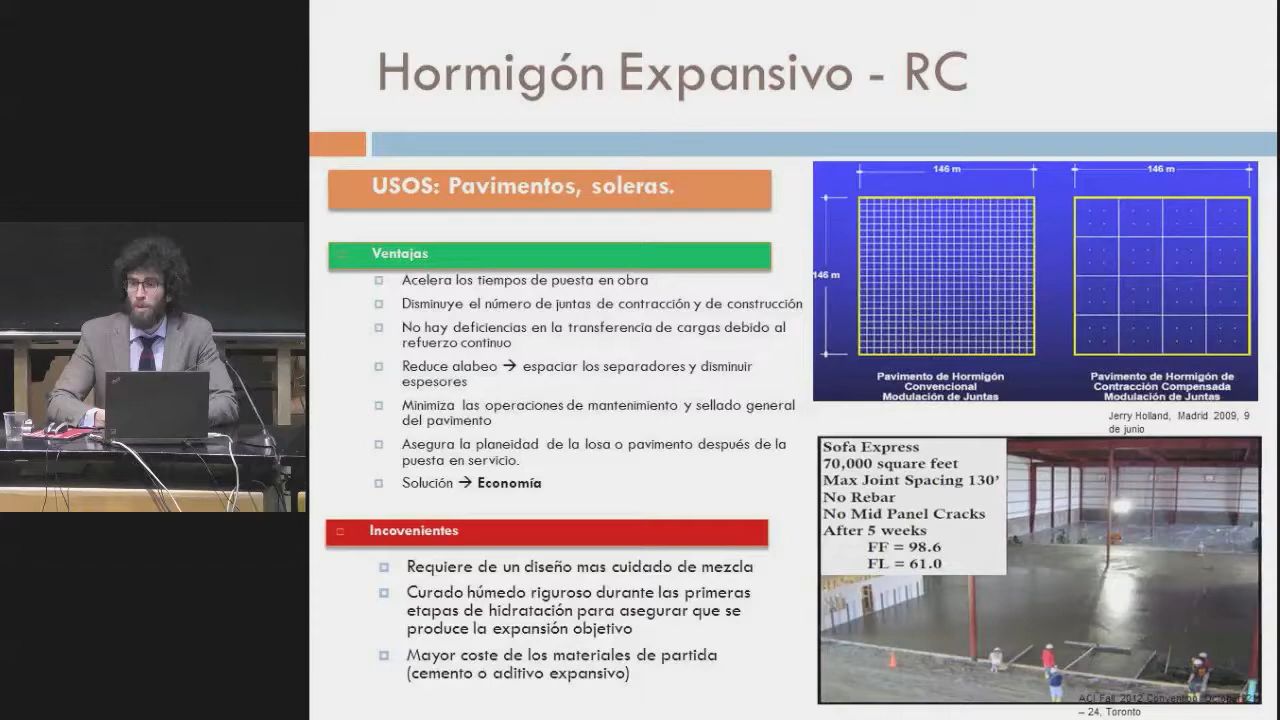 Hormigón Expansivo - RC
USOS: Pavimentos, soleras.
Ventajas
Acelera los tiempos de puesta en obra
Disminuye el número de juntas de contracción y de construcción
No hay deficiencias en la transferencia de cargas debido al
refuerzo continuo
Reduce alabeo → espaciar los separadores y disminuir
espesores
Minimiza las operaciones de mantenimiento y sellado general
del pavimento
Asegura la planeidad de la losa o pavimento después de la
puesta en servicio.
Solución → Economía
Incovenientes
Requiere de un diseño mas cuidado de mezcla
Curado húmedo riguroso durante las primeras
etapas de hidratación para asegurar que se
produce la expansión objetivo
Mayor coste de los materiales de partida
(cemento o aditivo expansivo)
146 m
146 m
146 m
Pavimento de Hormigón
Convencional
Modulación de Juntas
Pavimento de Hormigón de
Contracción Compensada
Modulación de Juntas
Jerry Holland, Madrid 2009, 9
de junio
Sofa Express
70,000 square feet
Max Joint Spacing 130'
No Rebar
No Mid Panel Cracks
After 5 weeks
FF = 98.6
FL = 61.0
ACI Fall 2012 Convention
– 24, Toronto